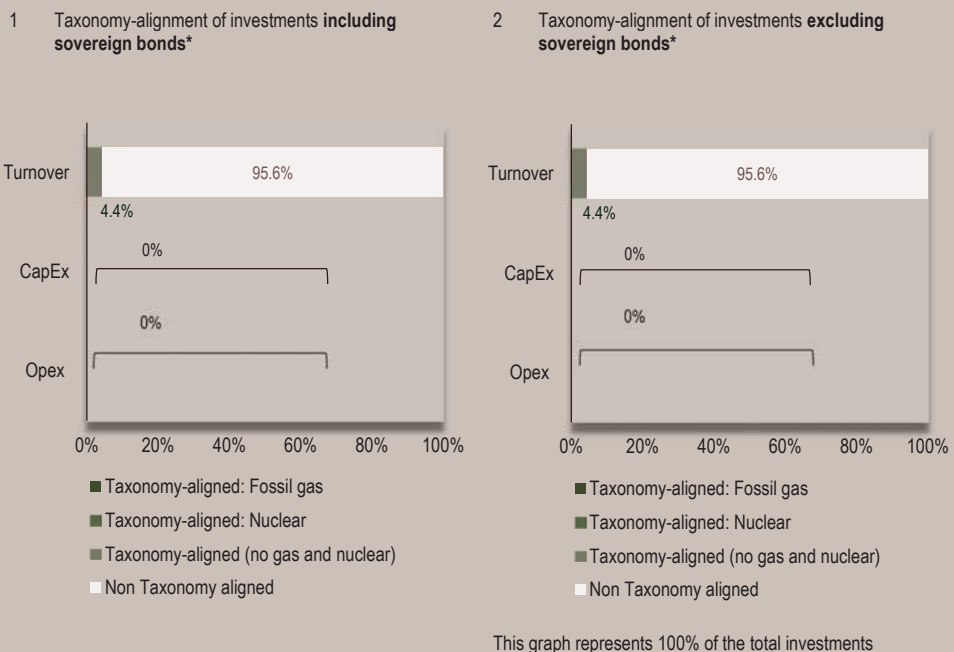 1 Taxonomy-alignment of investments including
sovereign bonds*
Turnover
95.6%
4.4%
0%
CapEx
0%
Opex
0% 20% 40% 60% 80% 100%
Taxonomy-aligned: Fossil gas
Taxonomy-aligned: Nuclear
Taxonomy-aligned (no gas and nuclear)
Non Taxonomy aligned
2 Taxonomy-alignment of investments excluding
sovereign bonds*
Turnover
95.6%
4.4%
0%
CapEx
0%
Opex
0% 20% 40% 60% 80% 100%
Taxonomy-aligned: Fossil gas
Taxonomy-aligned: Nuclear
Taxonomy-aligned (no gas and nuclear)
Non Taxonomy aligned
This graph represents 100% of the total investments